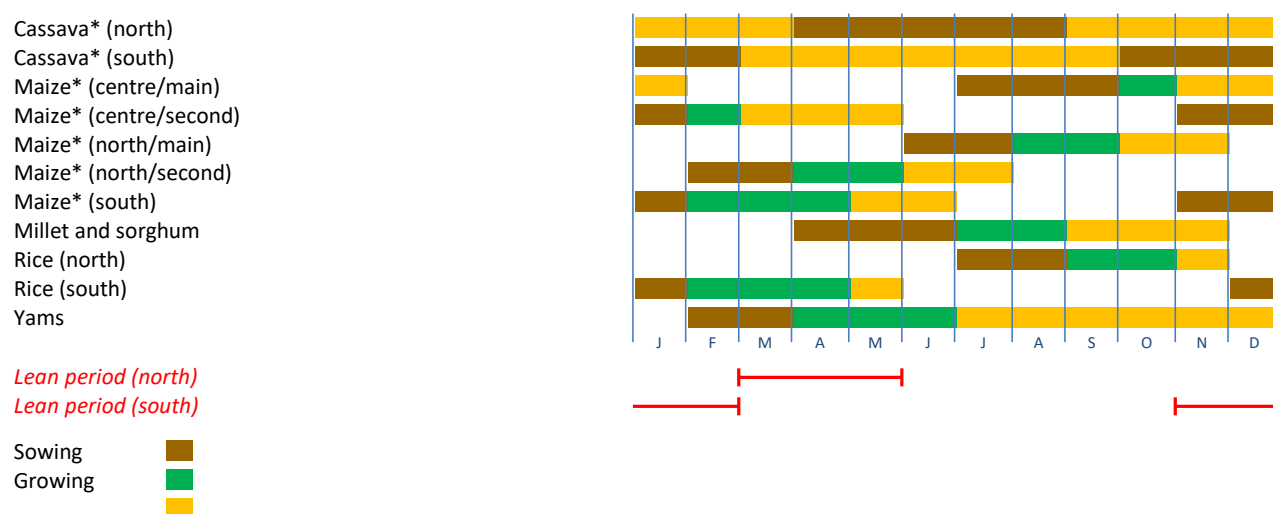 Cassava* (north)
Cassava* (south)
Maize* (centre/main)
Maize* (centre/second)
Maize* (north/main)
Maize* (north/second)
Maize* (south)
Millet and sorghum
Rice (north)
Rice (south)
Yams
J F M A M J J A S O N D
Lean period (north)
Lean period (south)
Sowing
Growing